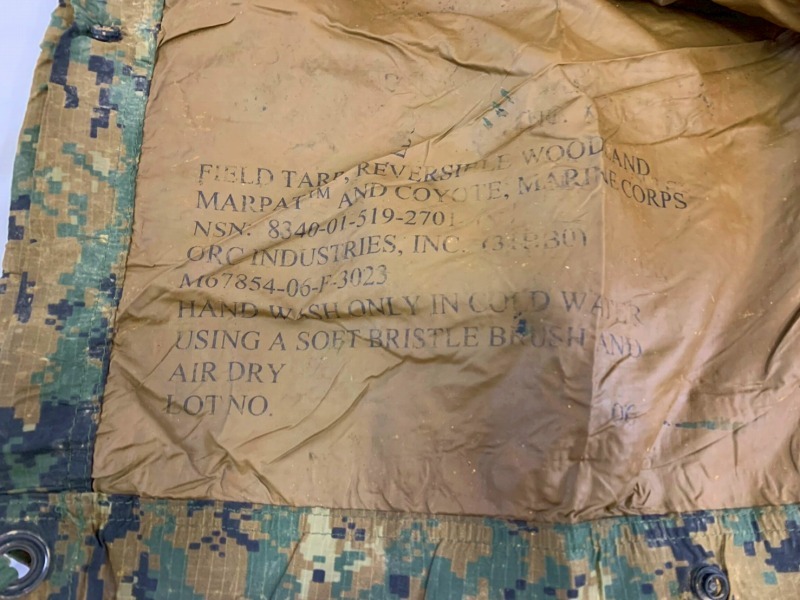 FIELD TARP, REVERSIBLE WOODLAND
MARPAT™ AND COYOTE, MARINE CORPS
NSN: 8340-01-519-2701
ORC INDUSTRIES, INC.
M67854-06-F-3023
HAND WASH ONLY IN COLD WATER
USING A SOFT BRISTLE BRUSH AND
AIR DRY
LOT NO. 06